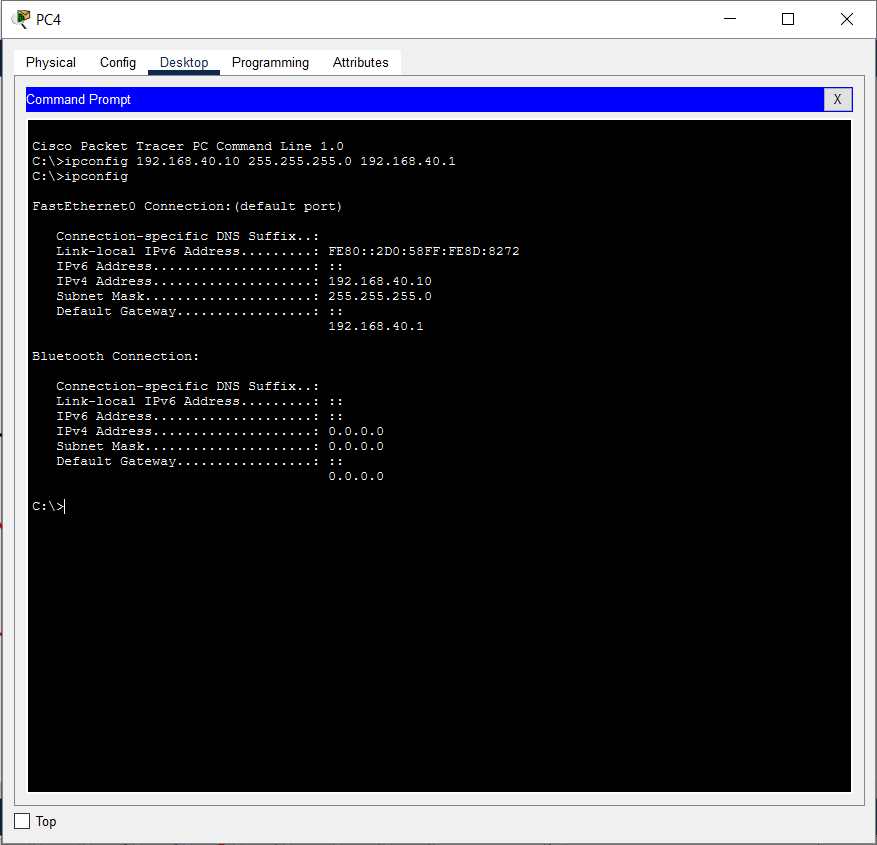 PC4
Physical Config Desktop Programming Attributes
Command Prompt X
Cisco Packet Tracer PC Command Line 1.0
C:\>ipconfig 192.168.40.10 255.255.255.0 192.168.40.1
C:\>ipconfig
FastEthernet0 Connection:(default port)
Connection-specific DNS Suffix..:
Link-local IPv6 Address.........: FE80::2D0:58FF:FE8D:8272
IPv6 Address....................: ::
IPv4 Address....................: 192.168.40.10
Subnet Mask.....................: 255.255.255.0
Default Gateway.................: ::
192.168.40.1
Bluetooth Connection:
Connection-specific DNS Suffix..:
Link-local IPv6 Address.........: ::
IPv6 Address....................: ::
IPv4 Address....................: 0.0.0.0
Subnet Mask.....................: 0.0.0.0
Default Gateway.................: ::
0.0.0.0
C:\>
Top